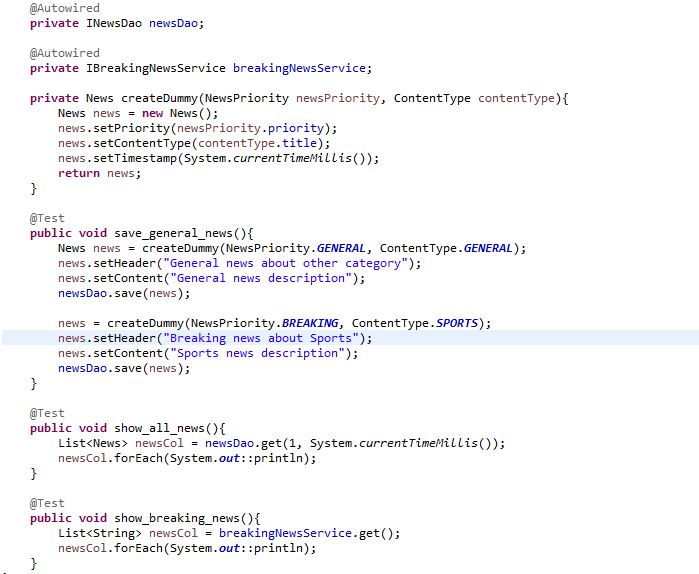 @Autowired
private INewsDao newsDao;

@Autowired
private IBreakingNewsService breakingNewsService;

private News createDummy(NewsPriority newsPriority, ContentType contentType){
    News news = new News();
    news.setPriority(newsPriority.priority);
    news.setContentType(contentType.title);
    news.setTimestamp(System.currentTimeMillis());
    return news;
}

@Test
public void save_general_news(){
    News news = createDummy(NewsPriority.GENERAL, ContentType.GENERAL);
    news.setHeader("General news about other category");
    news.setContent("General news description");
    newsDao.save(news);

    news = createDummy(NewsPriority.BREAKING, ContentType.SPORTS);
    news.setHeader("Breaking news about Sports");
    news.setContent("Sports news description");
    newsDao.save(news);
}

@Test
public void show_all_news(){
    List<News> newsCol = newsDao.get(1, System.currentTimeMillis());
    newsCol.forEach(System.out::println);
}

@Test
public void show_breaking_news(){
    List<String> newsCol = breakingNewsService.get();
    newsCol.forEach(System.out::println);
}